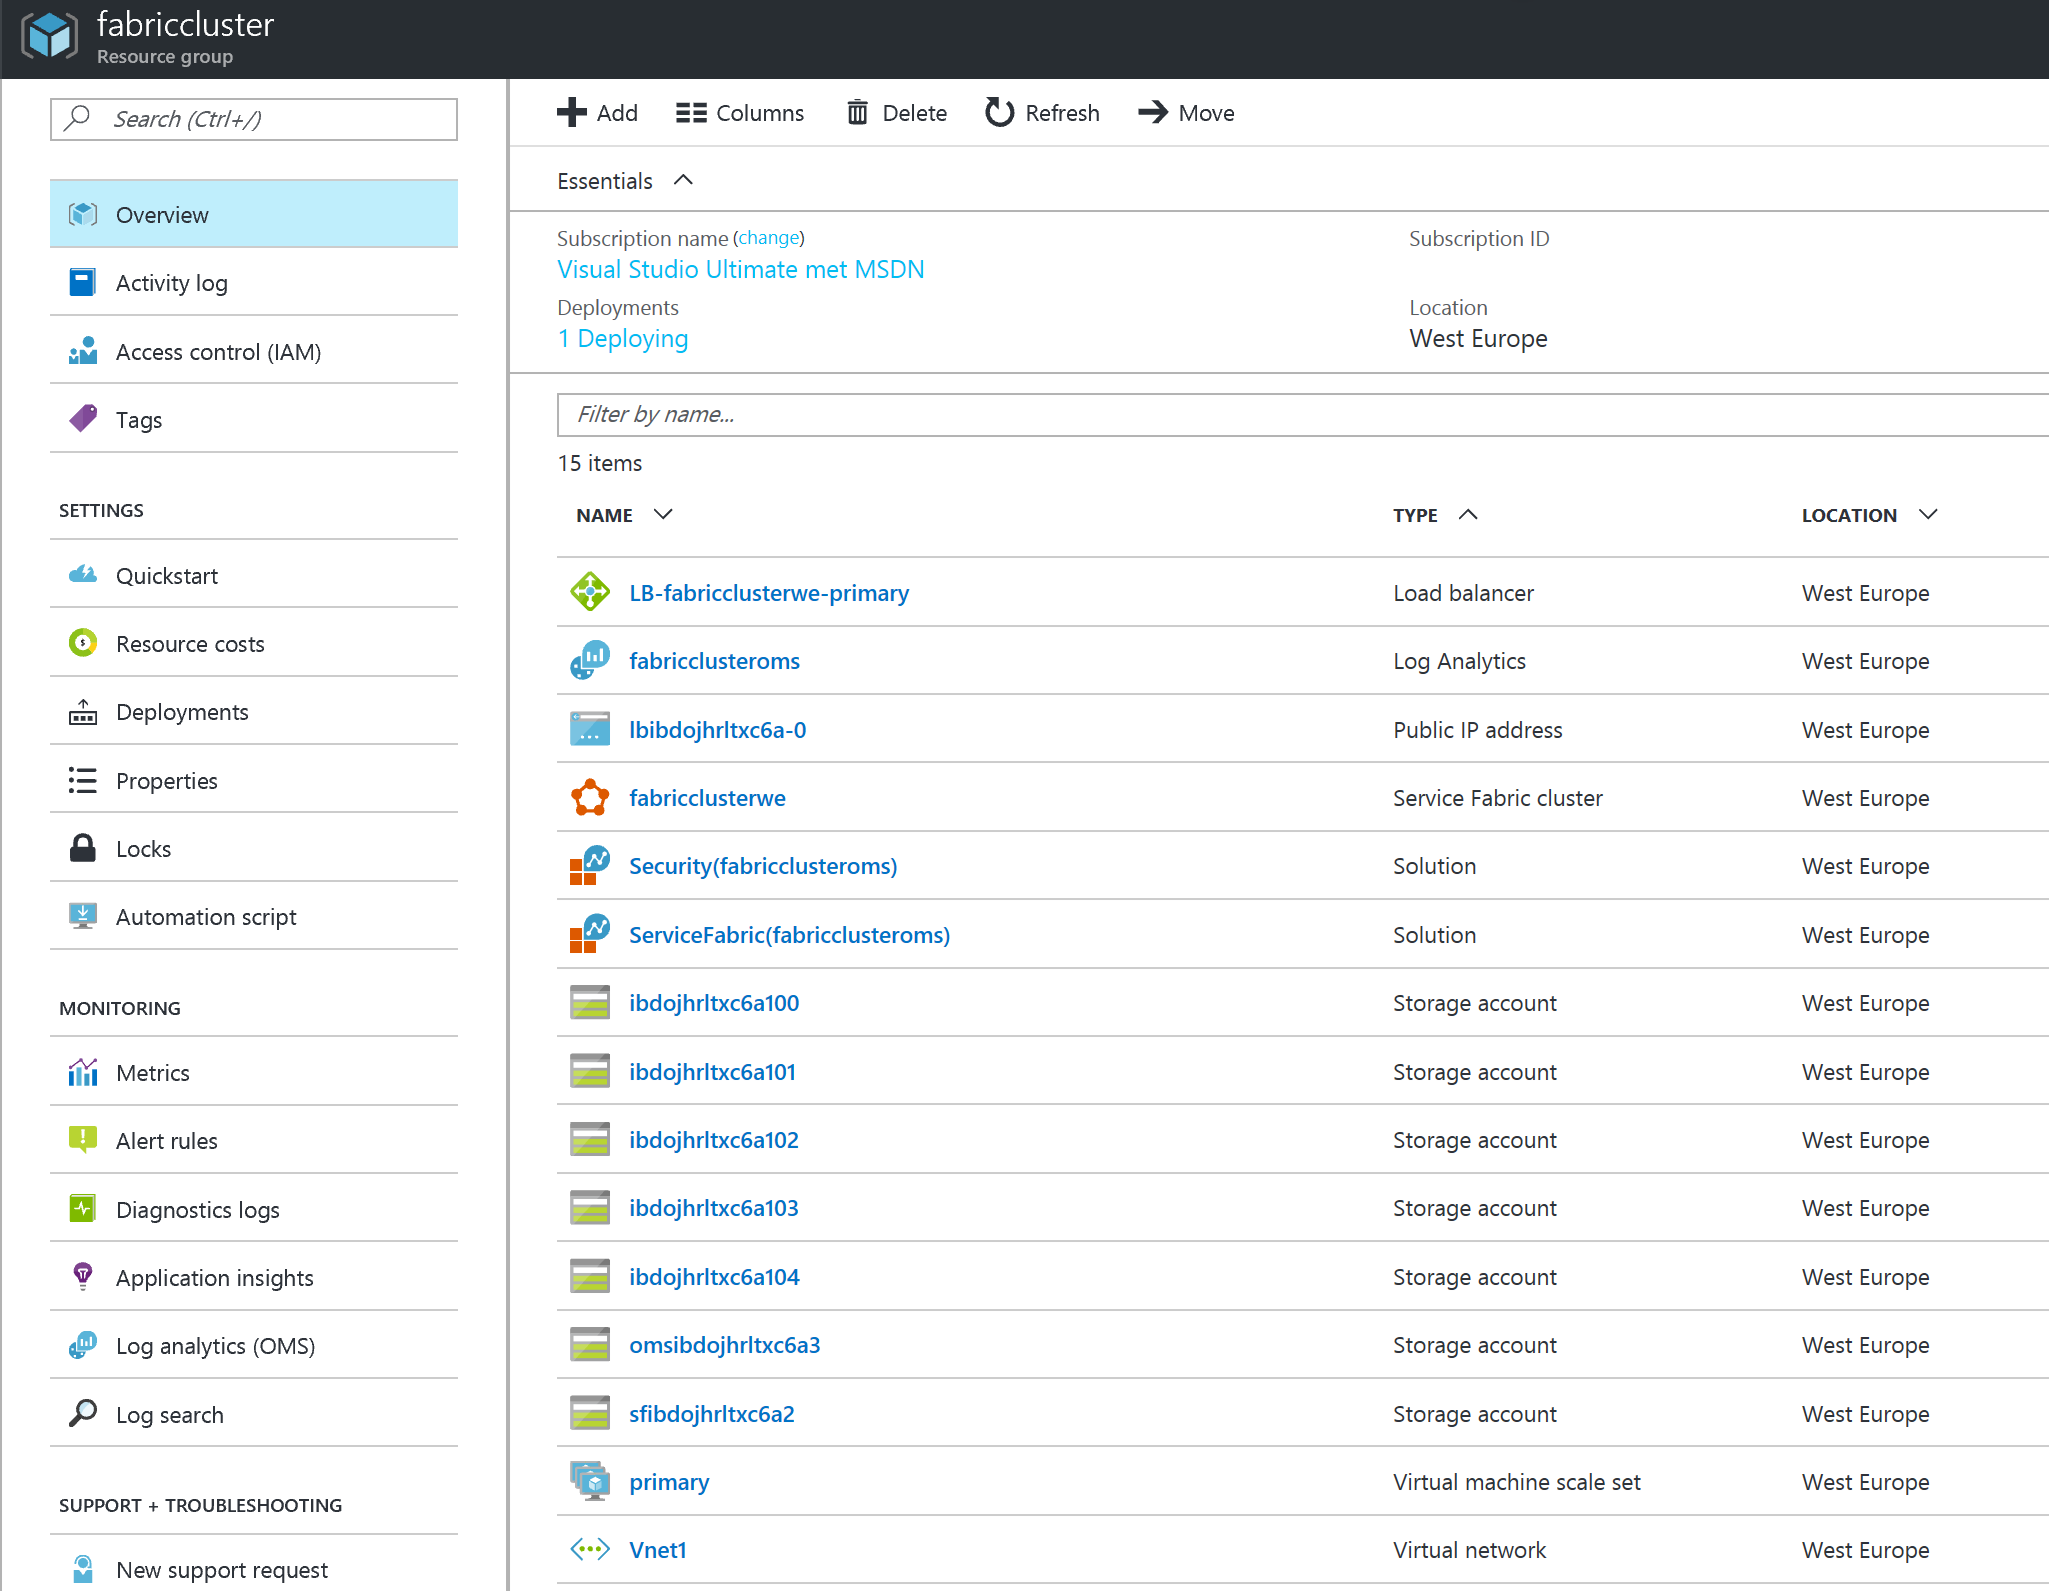 fabriccluster
Resource group
Search (Ctrl+/)
Overview
Activity log
Access control (IAM)
Tags
SETTINGS
Quickstart
Resource costs
Deployments
Properties
Locks
Automation script
MONITORING
Metrics
Alert rules
Diagnostics logs
Application insights
Log analytics (OMS)
Log search
SUPPORT + TROUBLESHOOTING
New support request
Add Columns Delete Refresh Move
Essentials
Subscription name (change) Subscription ID
Visual Studio Ultimate met MSDN
Deployments Location
1 Deploying West Europe
Filter by name...
15 items
NAME TYPE LOCATION
LB-fabricclusterwe-primary Load balancer West Europe
fabricclusteroms Log Analytics West Europe
lbibdojhrltxc6a-0 Public IP address West Europe
fabricclusterwe Service Fabric cluster West Europe
Security(fabricclusteroms) Solution West Europe
ServiceFabric(fabricclusteroms) Solution West Europe
ibdojhrltxc6a100 Storage account West Europe
ibdojhrltxc6a101 Storage account West Europe
ibdojhrltxc6a102 Storage account West Europe
ibdojhrltxc6a103 Storage account West Europe
ibdojhrltxc6a104 Storage account West Europe
omsibdojhrltxc6a3 Storage account West Europe
sfibdojhrltxc6a2 Storage account West Europe
primary Virtual machine scale set West Europe
Vnet1 Virtual network West Europe